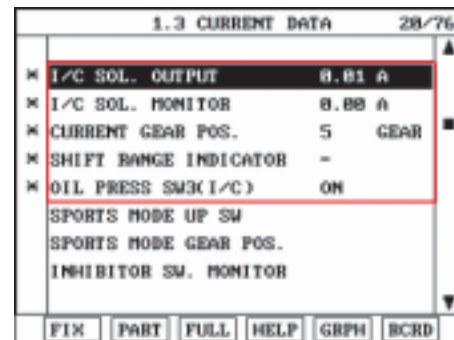 1.3 CURRENT DATA 20/76
× I/C SOL. OUTPUT 0.01 A
× I/C SOL. MONITOR 0.00 A
× CURRENT GEAR POS. 5 GEAR
× SHIFT RANGE INDICATOR -
× OIL PRESS SW3(I/C) ON
SPORTS MODE UP SW
SPORTS MODE GEAR POS.
INHIBITOR SW. MONITOR
FIX PART FULL HELP GRPH RCRD